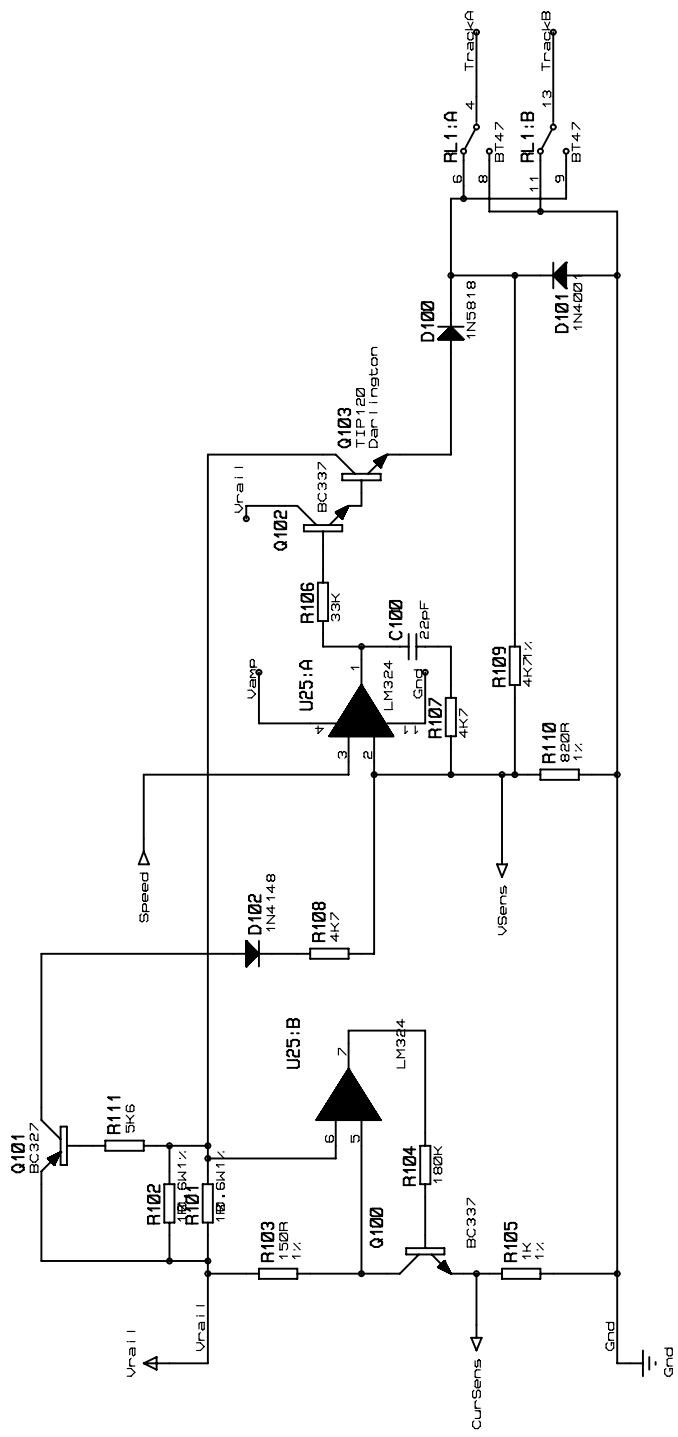 Vrail
Vrail
Q101
BC327
R111
5K6
R102
R101
R103
150R
1%
Q100
BC337
R104
180K
R105
1K
1%
CurSens
Gnd
Gnd
U25:B
LM324
6
5
7
D102
1N4148
R108
4K7
Speed
VSens
U25:A
LM324
Vamp
Gnd
3
2
4
11
1
R106
33K
C100
22pF
R107
4K7
R109
4K71%
R110
820R
1%
Vrail
Q102
BC337
Q103
TIP120
Darlington
D100
1N5818
D101
1N4001
RL1:A
BT47
6
8
4
TrackA
RL1:B
BT47
11
9
13
TrackB